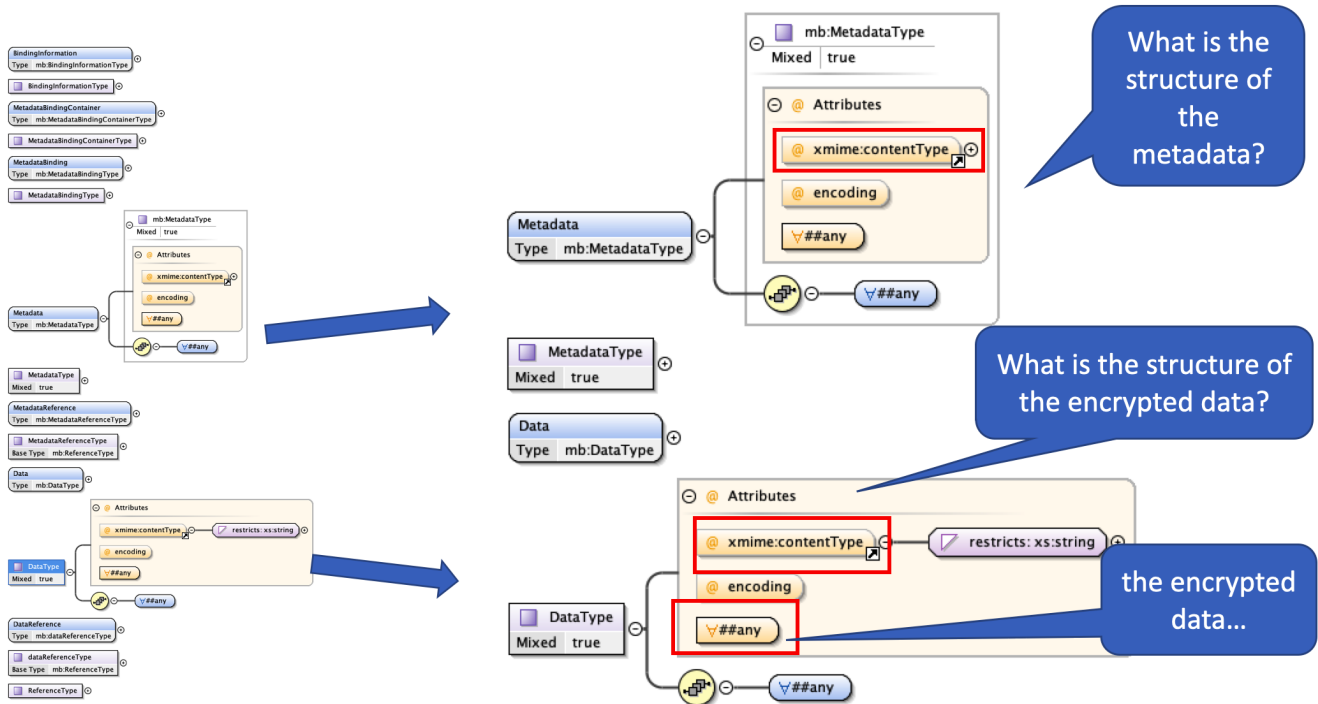 BindingInformation
Type mb:BindingInformationType
BindingInformationType
MetadataBindingContainer
Type mb:MetadataBindingContainerType
MetadataBindingContainerType
MetadataBinding
Type mb:MetadataBindingType
MetadataBindingType
mb:MetadataType
Mixed true
@ Attributes
@ xmime:contentType
@ encoding
∀##any
Metadata
Type mb:MetadataType
∀##any
MetadataType
Mixed true
MetadataReference
Type mb:MetadataReferenceType
MetadataReferenceType
Base Type mb:ReferenceType
Data
Type mb:DataType
@ Attributes
@ xmime:contentType
restricts: xs:string
@ encoding
∀##any
DataType
Mixed true
∀##any
DataReference
Type mb:dataReferenceType
dataReferenceType
Base Type mb:ReferenceType
ReferenceType
mb:MetadataType
Mixed true
@ Attributes
@ xmime:contentType
@ encoding
∀##any
Metadata
Type mb:MetadataType
∀##any
What is the
structure of
the
metadata?
MetadataType
Mixed true
Data
Type mb:DataType
What is the structure of
the encrypted data?
@ Attributes
@ xmime:contentType
restricts: xs:string
@ encoding
∀##any
DataType
Mixed true
∀##any
the encrypted
data...